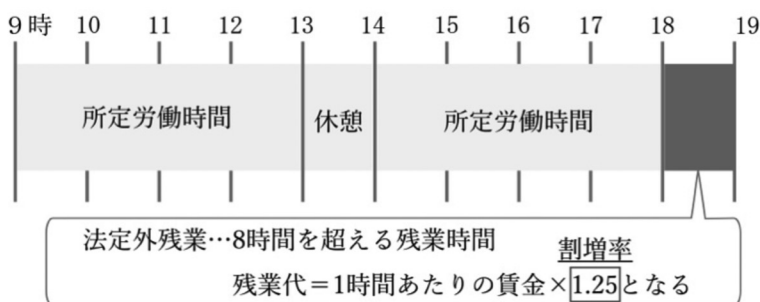 9時 10 11 12 13 14 15 16 17 18 19
所定労働時間 休憩 所定労働時間
法定外残業…8時間を超える残業時間
割増率
残業代＝1時間あたりの賃金×1.25となる